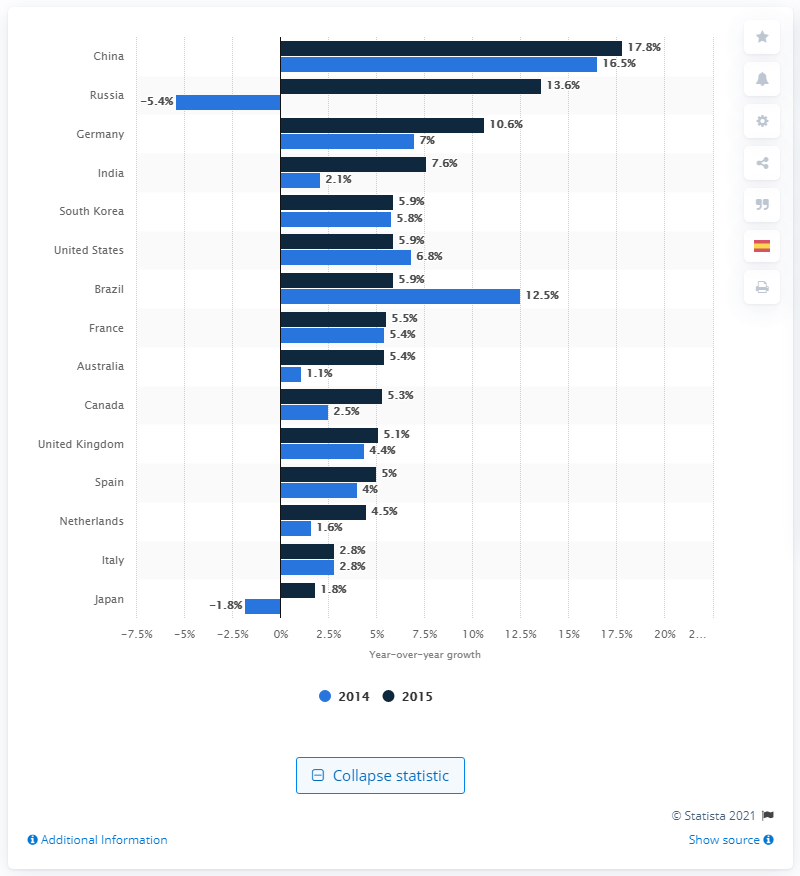 China
17.8%
16.5%
Russia
13.6%
−5.4%
Germany
10.6%
7%
India
7.6%
2.1%
South Korea
5.9%
5.8%
United States
5.9%
6.8%
Brazil
5.9%
12.5%
France
5.5%
5.4%
Australia
5.4%
1.1%
Canada
5.3%
2.5%
United Kingdom
5.1%
4.4%
Spain
5%
4%
Netherlands
4.5%
1.6%
Italy
2.8%
2.8%
Japan
1.8%
−1.8%
−7.5% −5% −2.5% 0% 2.5% 5% 7.5% 10% 12.5% 15% 17.5% 20% 2...
Year-over-year growth
2014 2015
Collapse statistic
© Statista 2021
Additional Information
Show source